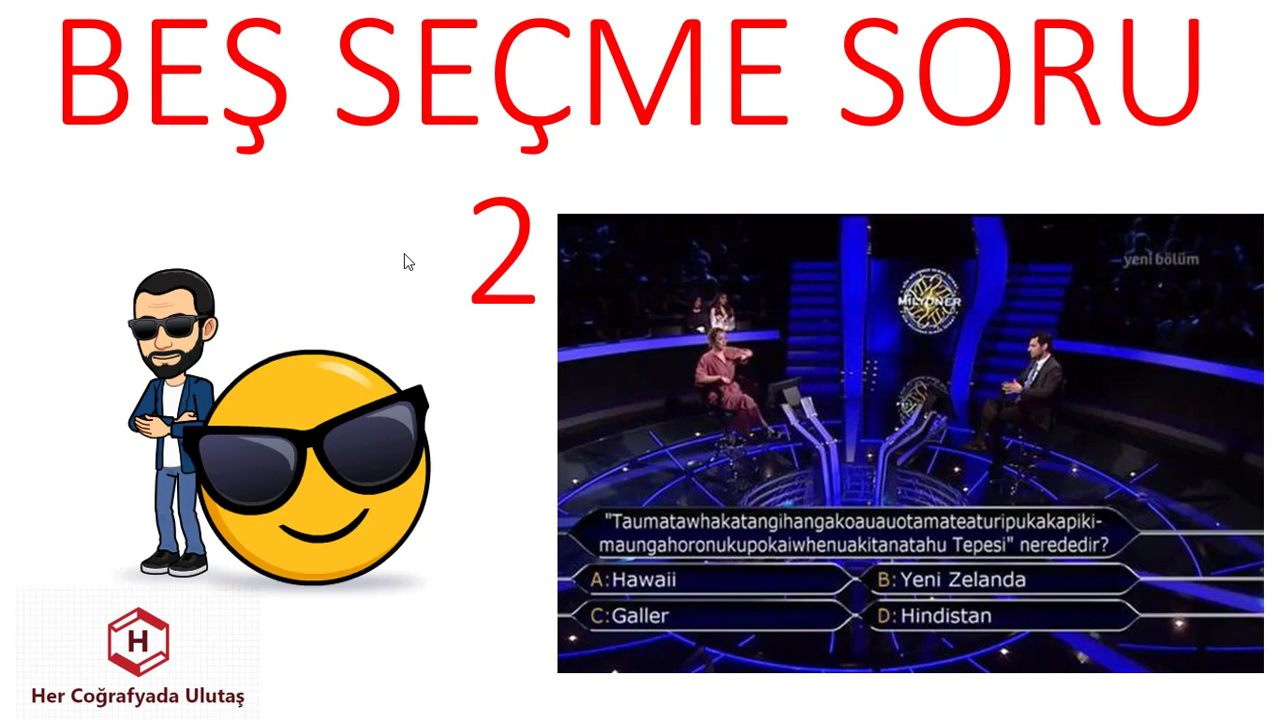 BEŞ SEÇME SORU
2
yeni bölüm
MİLYONER
"Taumatawhakatangihangakoauauotamateaturipukakapiki-
maungahoronukupokaiwhenuakitanatahu Tepesi" nerededir?
A: Hawaii
B: Yeni Zelanda
C: Galler
D: Hindistan
H
Her Coğrafyada Ulutaş